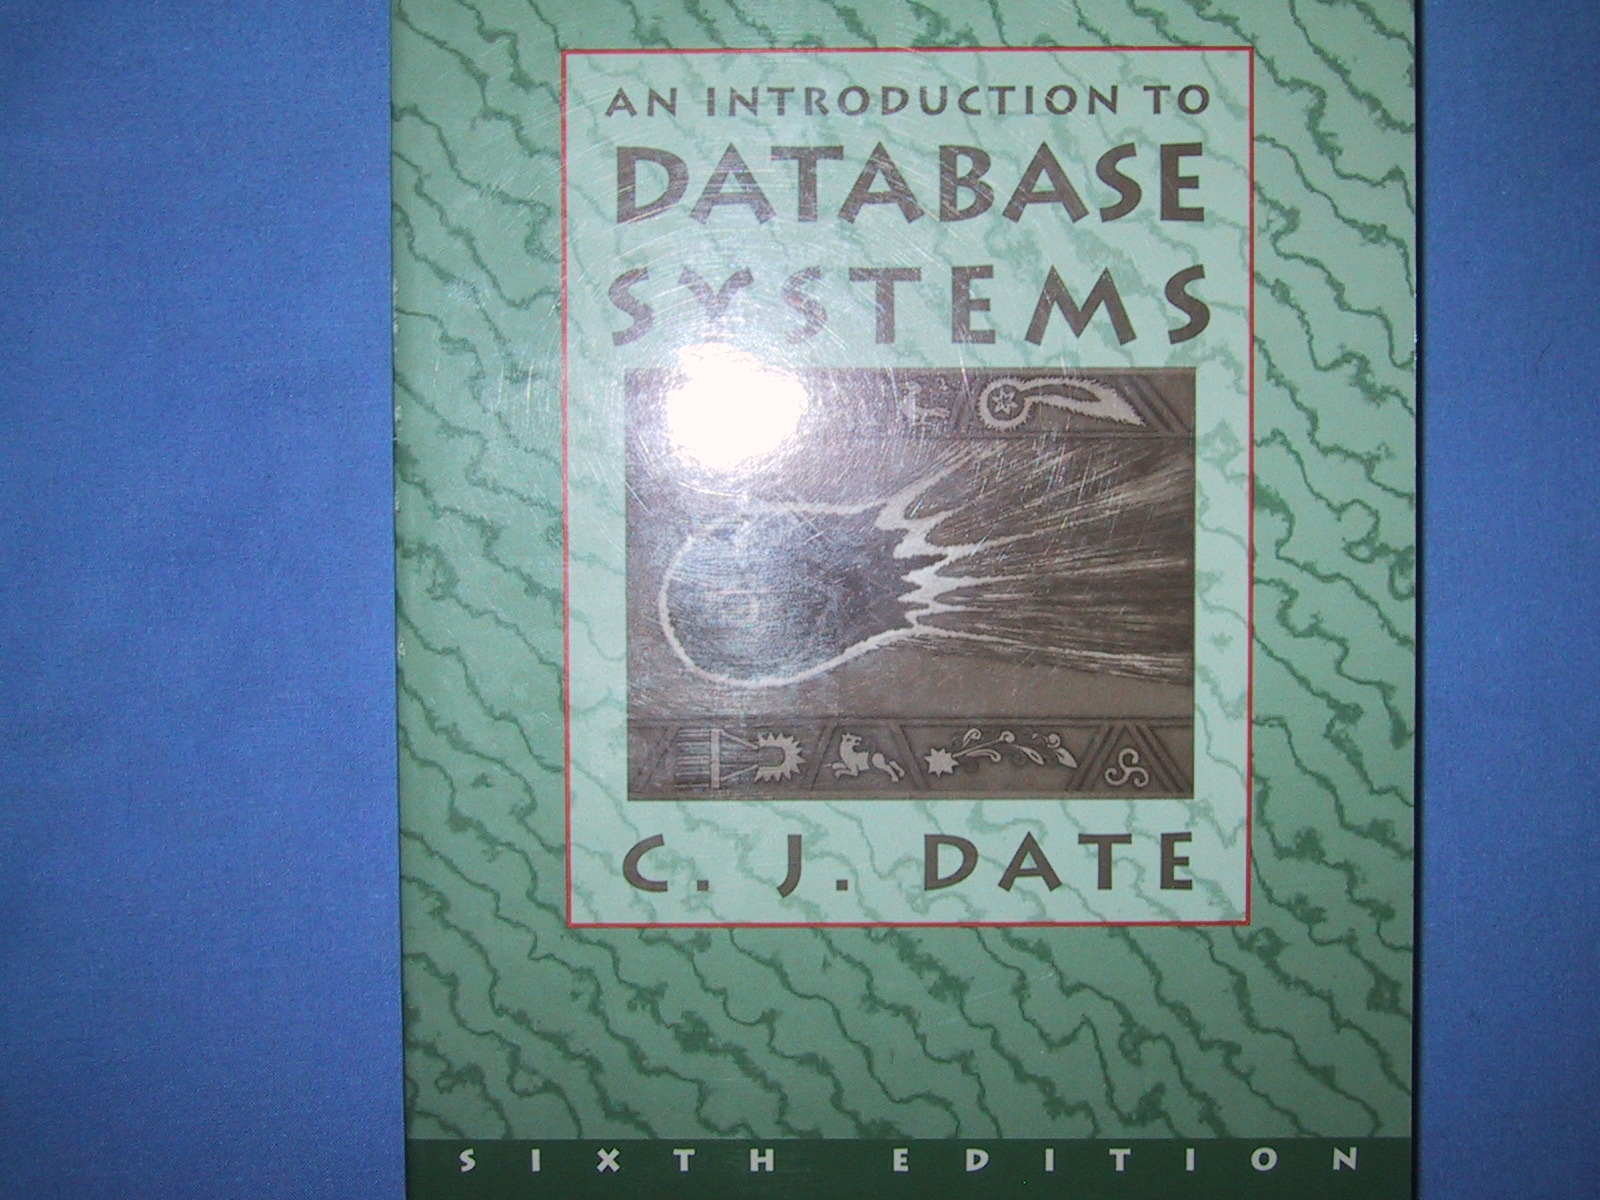 AN INTRODUCTION TO
DATABASE
SYSTEMS
C. J. DATE
SIXTH EDITION